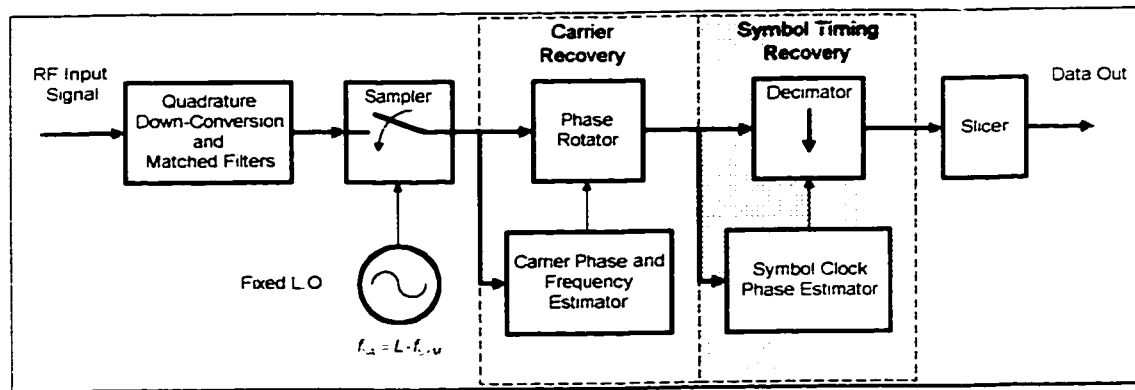 Carrier
Recovery
Symbol Timing
Recovery
RF Input
Signal
Quadrature
Down-Conversion
and
Matched Filters
Sampler
Phase
Rotator
Decimator
Slicer
Data Out
Fixed L.O
Carrier Phase and
Frequency
Estimator
Symbol Clock
Phase Estimator